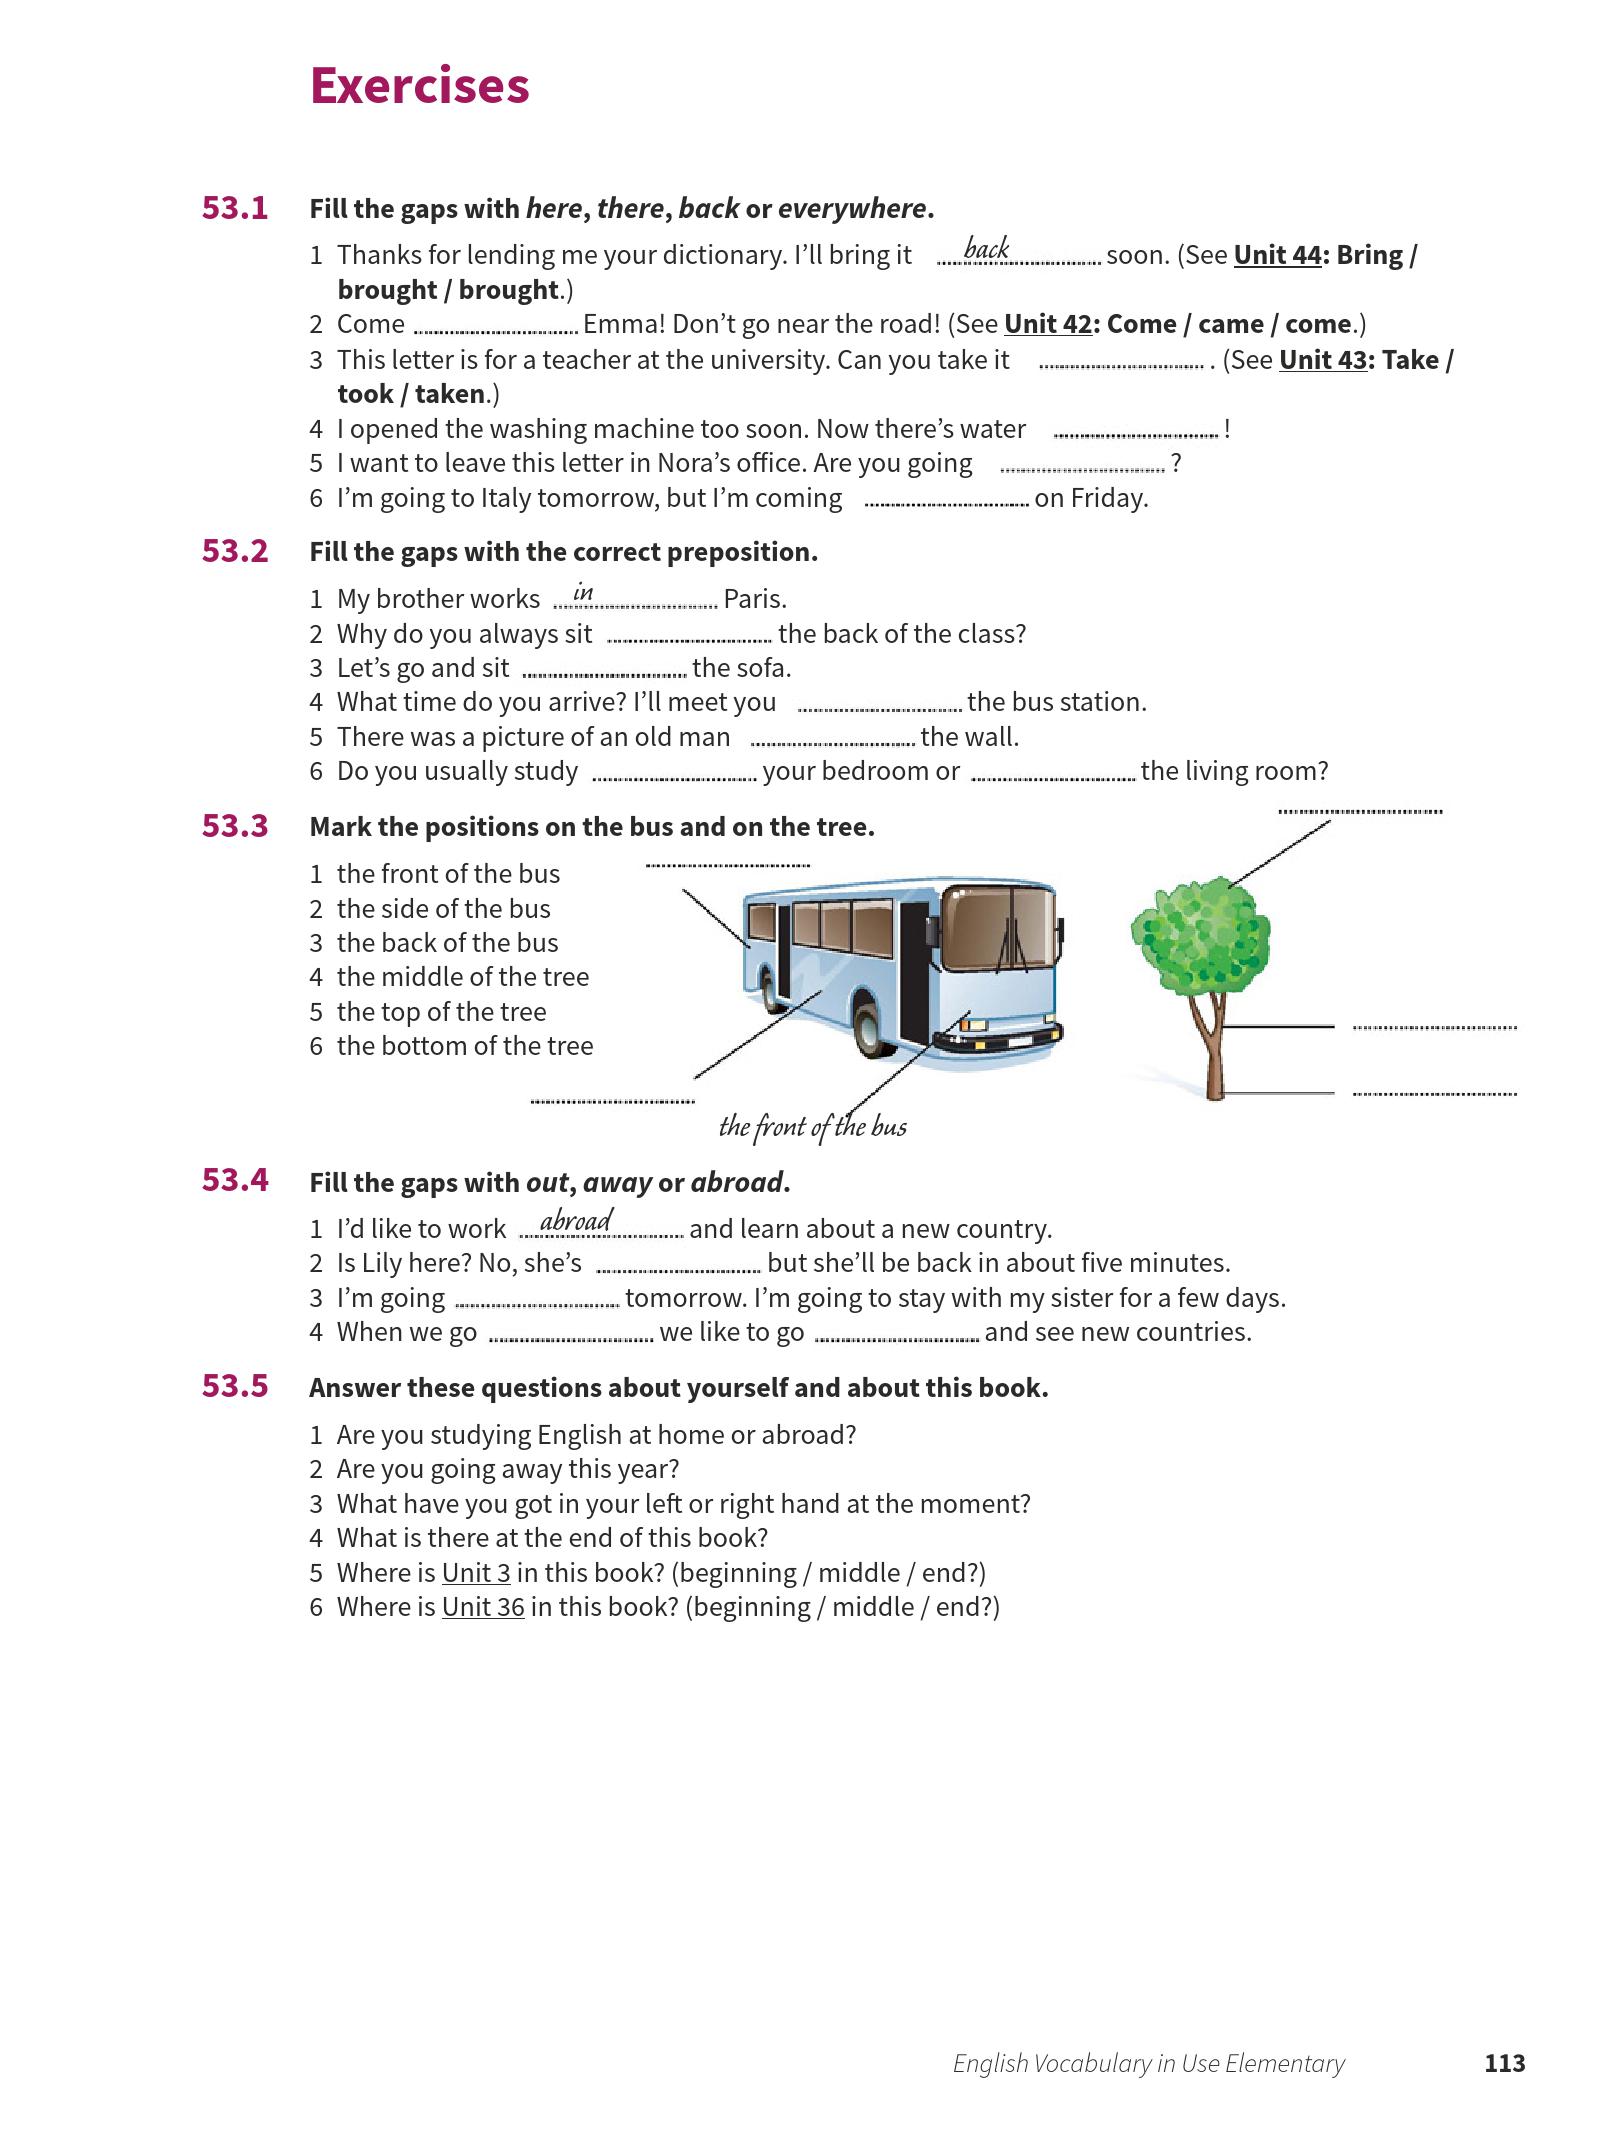 Exercises
53.1 Fill the gaps with here, there, back or everywhere.
1 Thanks for lending me your dictionary. I’ll bring it back soon. (See Unit 44: Bring /
brought / brought.)
2 Come .................... Emma! Don’t go near the road! (See Unit 42: Come / came / come.)
3 This letter is for a teacher at the university. Can you take it .................... . (See Unit 43: Take /
took / taken.)
4 I opened the washing machine too soon. Now there’s water .................... !
5 I want to leave this letter in Nora’s office. Are you going .................... ?
6 I’m going to Italy tomorrow, but I’m coming .................... on Friday.
53.2 Fill the gaps with the correct preposition.
1 My brother works in Paris.
2 Why do you always sit .................... the back of the class?
3 Let’s go and sit .................... the sofa.
4 What time do you arrive? I’ll meet you .................... the bus station.
5 There was a picture of an old man .................... the wall.
6 Do you usually study .................... your bedroom or .................... the living room?
53.3 Mark the positions on the bus and on the tree.
1 the front of the bus
2 the side of the bus
3 the back of the bus
4 the middle of the tree
5 the top of the tree
6 the bottom of the tree
the front of the bus
53.4 Fill the gaps with out, away or abroad.
1 I’d like to work abroad and learn about a new country.
2 Is Lily here? No, she’s .................... but she’ll be back in about five minutes.
3 I’m going .................... tomorrow. I’m going to stay with my sister for a few days.
4 When we go .................... we like to go .................... and see new countries.
53.5 Answer these questions about yourself and about this book.
1 Are you studying English at home or abroad?
2 Are you going away this year?
3 What have you got in your left or right hand at the moment?
4 What is there at the end of this book?
5 Where is Unit 3 in this book? (beginning / middle / end?)
6 Where is Unit 36 in this book? (beginning / middle / end?)
English Vocabulary in Use Elementary 113